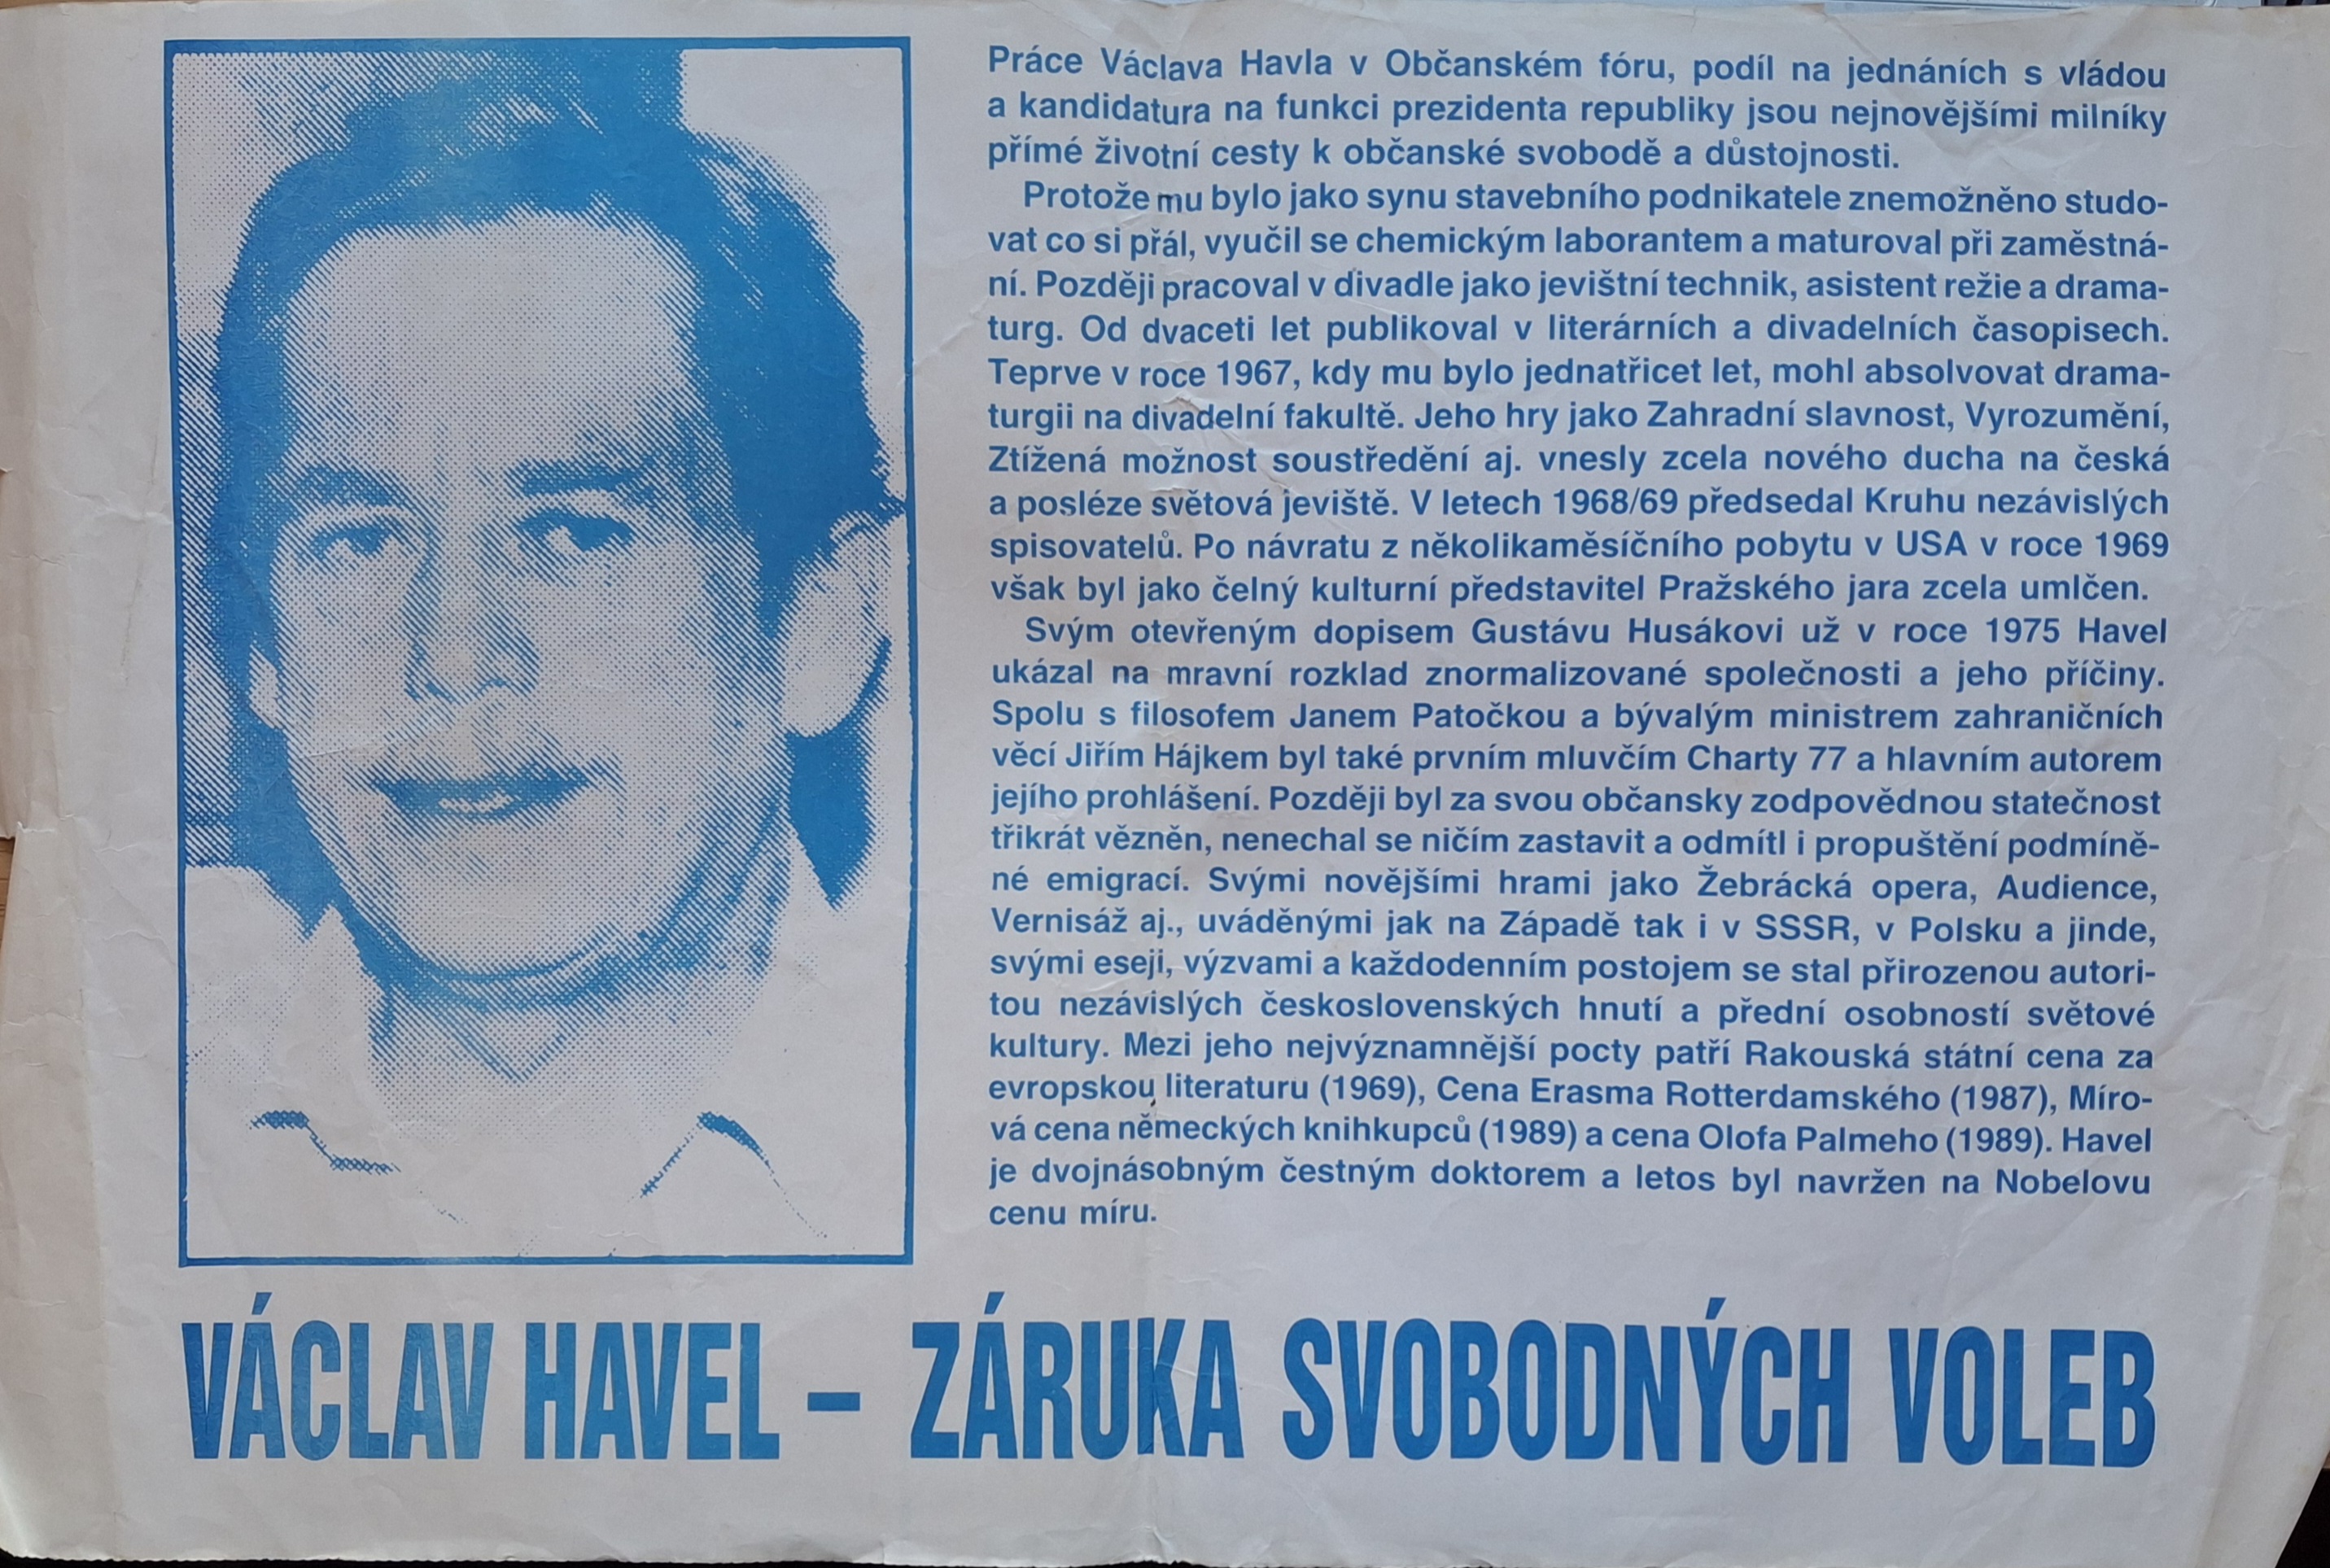 Práce Václava Havla v Občanském fóru, podíl na jednáních s vládou
a kandidatura na funkci prezidenta republiky jsou nejnovějšími milníky
přímé životní cesty k občanské svobodě a důstojnosti.
Protože mu bylo jako synu stavebního podnikatele znemožněno studo-
vat co si přál, vyučil se chemickým laborantem a maturoval při zaměstná-
ní. Později pracoval v divadle jako jevištní technik, asistent režie a drama-
turg. Od dvaceti let publikoval v literárních a divadelních časopisech.
Teprve v roce 1967, kdy mu bylo jednatřicet let, mohl absolvovat drama-
turgii na divadelní fakultě. Jeho hry jako Zahradní slavnost, Vyrozumění,
Ztížená možnost soustředění aj. vnesly zcela nového ducha na česká
a posléze světová jeviště. V letech 1968/69 předsedal Kruhu nezávislých
spisovatelů. Po návratu z několikaměsíčního pobytu v USA v roce 1969
však byl jako čelný kulturní představitel Pražského jara zcela umlčen.
Svým otevřeným dopisem Gustávu Husákovi už v roce 1975 Havel
ukázal na mravní rozklad znormalizované společnosti a jeho příčiny.
Spolu s filosofem Janem Patočkou a bývalým ministrem zahraničních
věcí Jiřím Hájkem byl také prvním mluvčím Charty 77 a hlavním autorem
jejího prohlášení. Později byl za svou občansky zodpovědnou statečnost
třikrát vězněn, nenechal se ničím zastavit a odmítl i propuštění podmíně-
né emigrací. Svými novějšími hrami jako Žebrácká opera, Audience,
Vernisáž aj., uváděnými jak na Západě tak i v SSSR, v Polsku a jinde,
svými eseji, výzvami a každodenním postojem se stal přirozenou autori-
tou nezávislých československých hnutí a přední osobností světové
kultury. Mezi jeho nejvýznamnější pocty patří Rakouská státní cena za
evropskou literaturu (1969), Cena Erasma Rotterdamského (1987), Míro-
vá cena německých knihkupců (1989) a cena Olofa Palmeho (1989). Havel
je dvojnásobným čestným doktorem a letos byl navržen na Nobelovu
cenu míru.
VÁCLAV HAVEL – ZÁRUKA SVOBODNÝCH VOLEB